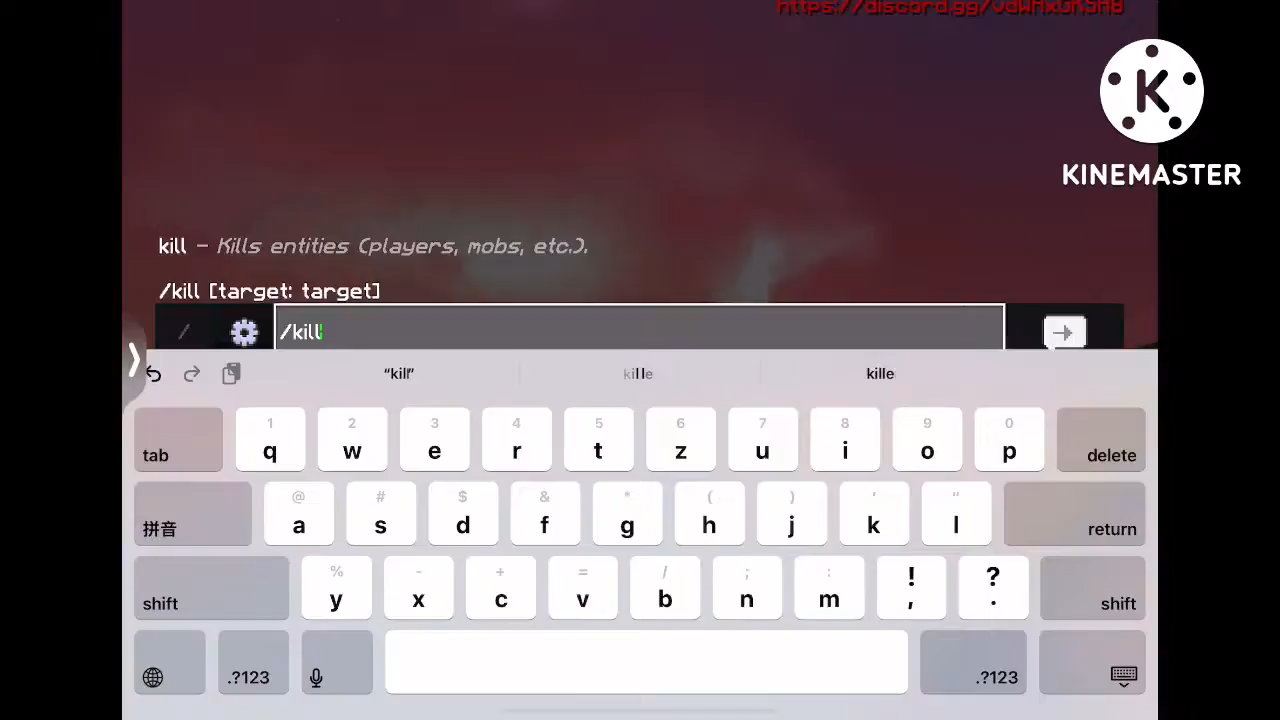 KINEMASTER
kill - Kills entities (players, mobs, etc.).
/kill [target: target]
/ /kill
“kill” kille kille
1 2 3 4 5 6 7 8 9 0
tab q w e r t z u i o p delete
@ # $ & * ( ) ' "
拼音 a s d f g h j k l return
% - + = / ; : ! ?
shift y x c v b n m , . shift
.?123 .?123